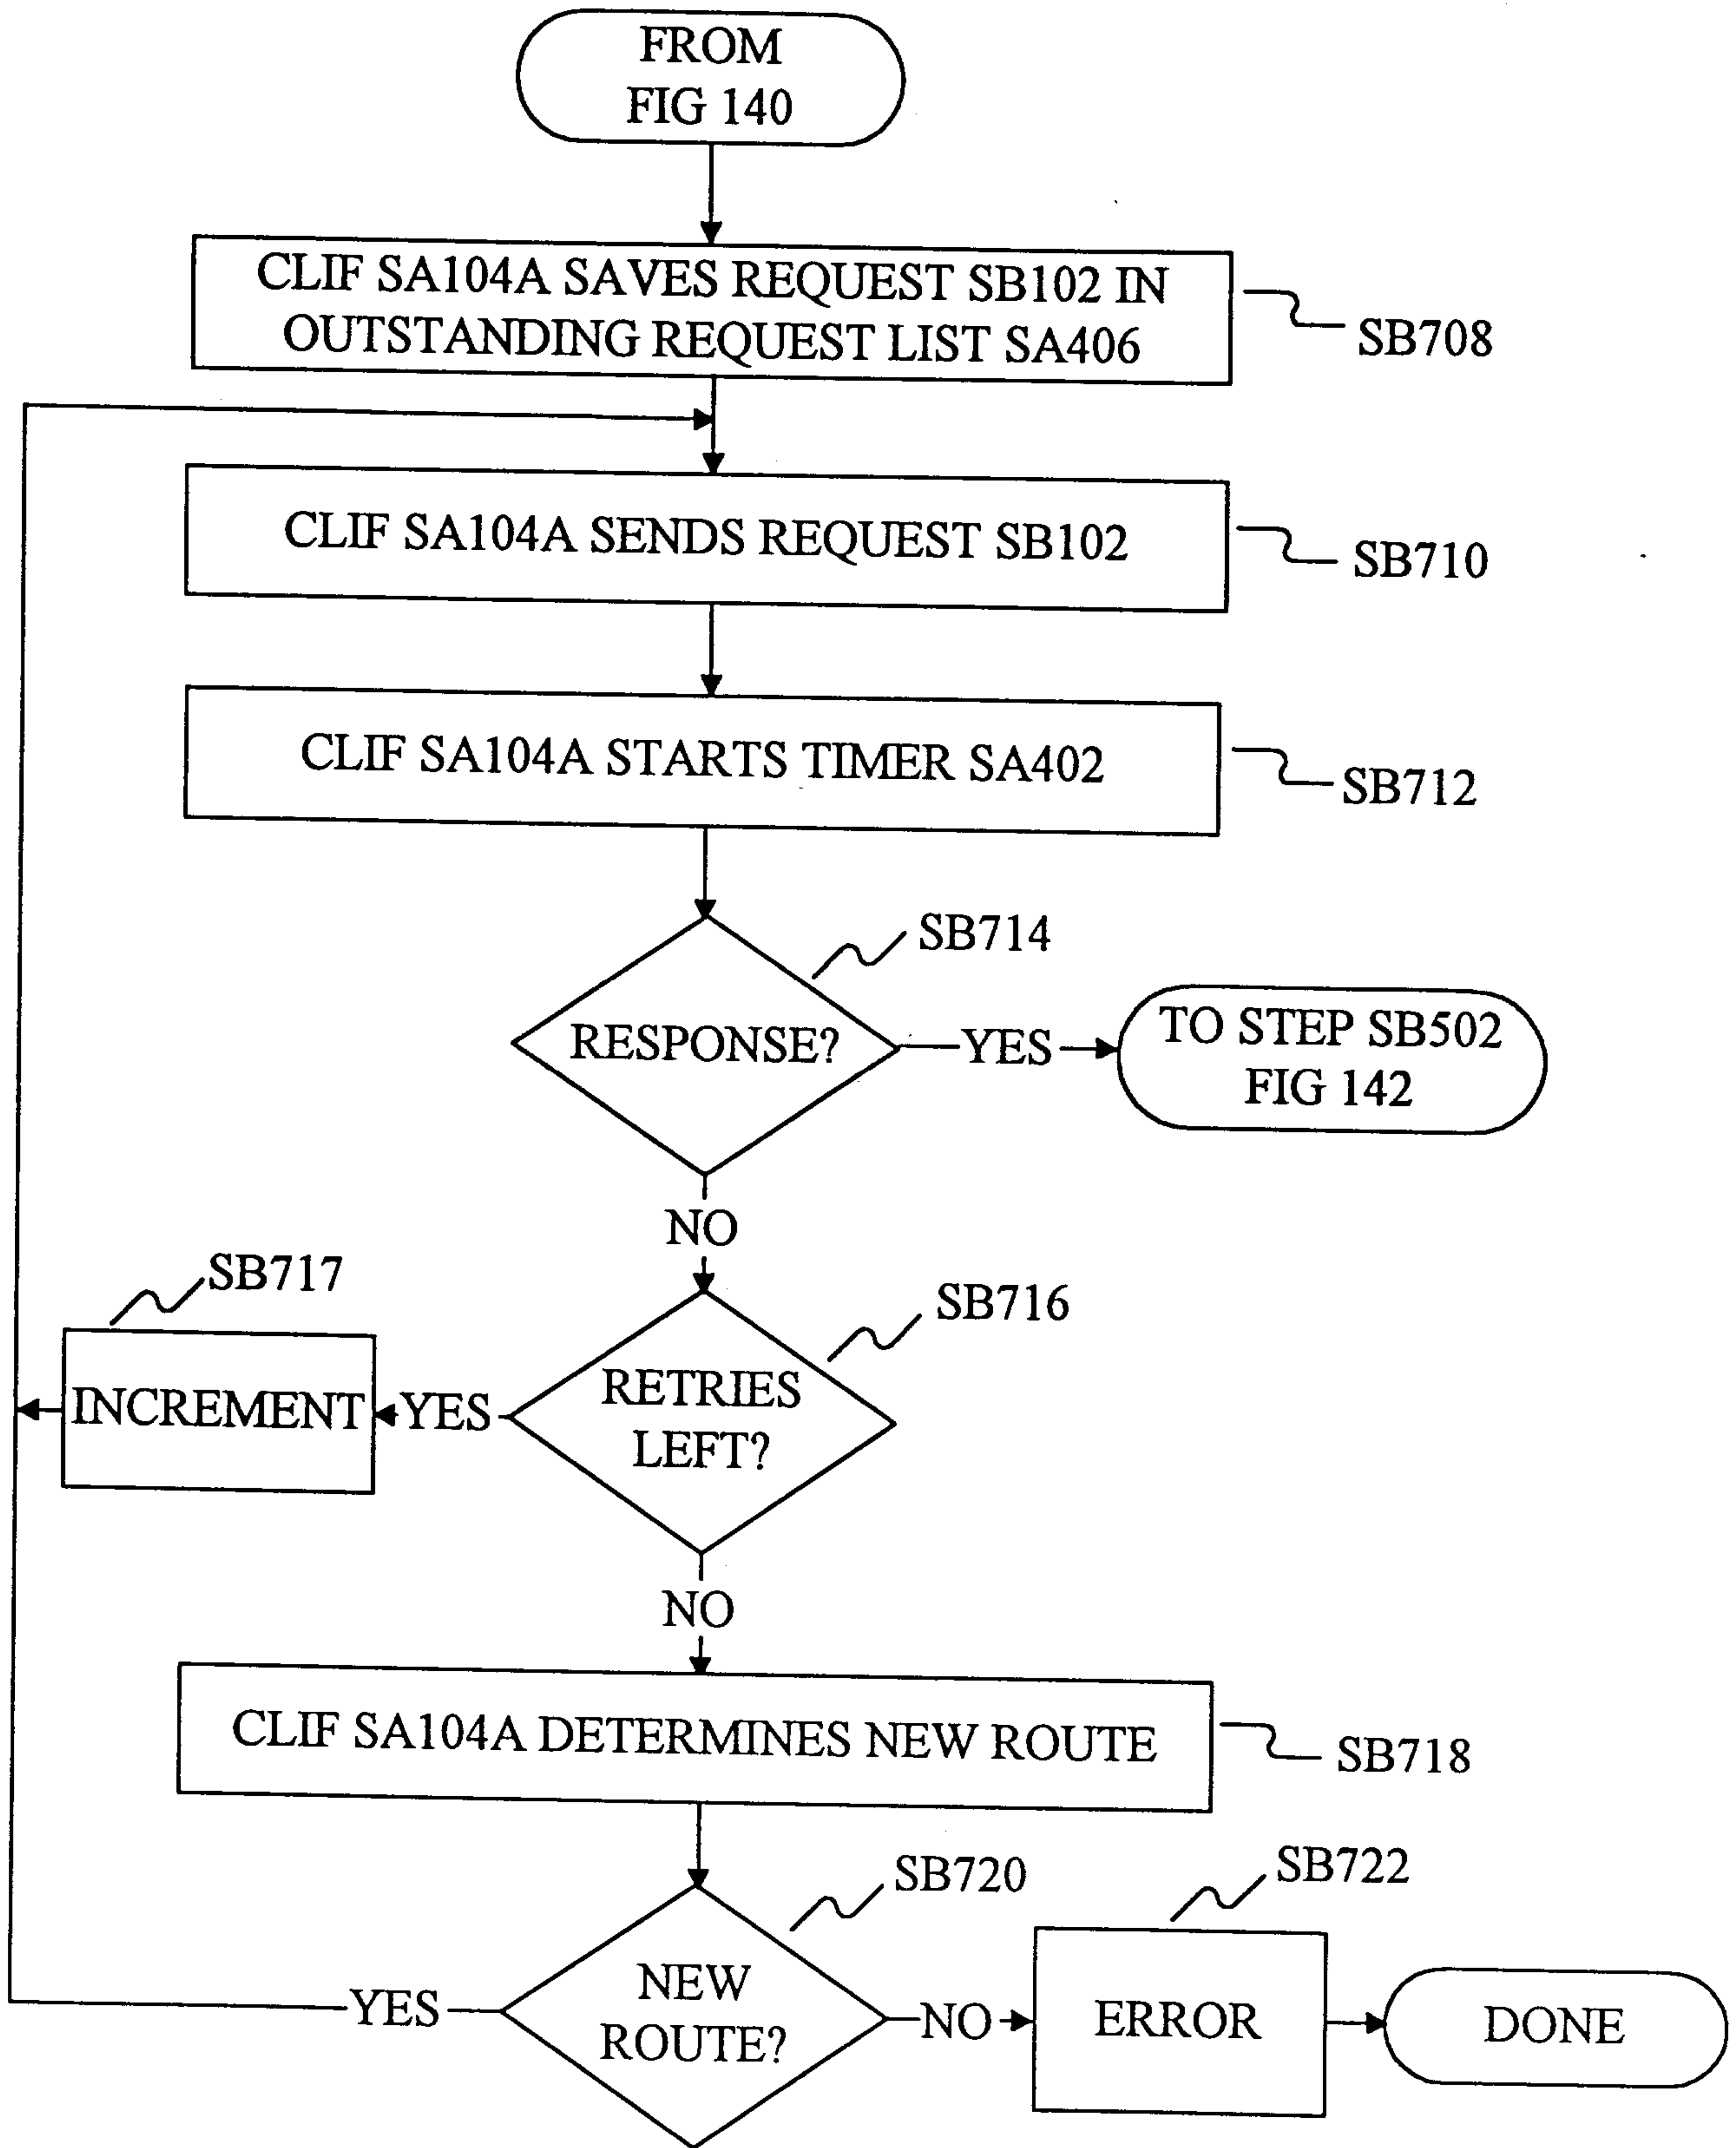 FROM
FIG 140
CLIF SA104A SAVES REQUEST SB102 IN
OUTSTANDING REQUEST LIST SA406
SB708
CLIF SA104A SENDS REQUEST SB102
SB710
CLIF SA104A STARTS TIMER SA402
SB712
SB714
RESPONSE?
YES
TO STEP SB502
FIG 142
NO
SB717
SB716
INCREMENT
YES
RETRIES
LEFT?
NO
CLIF SA104A DETERMINES NEW ROUTE
SB718
SB720
SB722
YES
NEW
ROUTE?
NO
ERROR
DONE